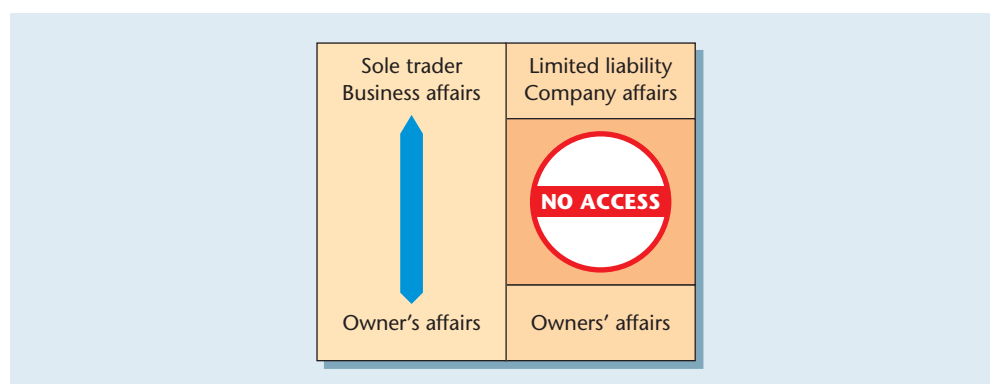 Sole trader
Business affairs
Owner's affairs
Limited liability
Company affairs
NO ACCESS
Owners' affairs